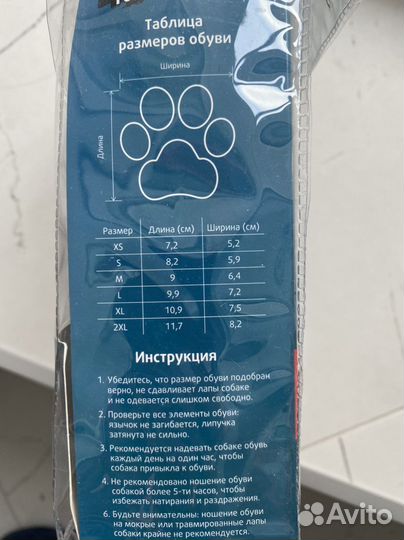 Таблица
размеров обуви
Ширина
Длина
Размер Длина (см) Ширина (см)
XS 7,2 5,2
S 8,2 5,9
M 9 6,4
L 9,9 7,2
XL 10,9 7,5
2XL 11,7 8,2
Инструкция
1. Убедитесь, что размер обуви подобран
верно, не сдавливает лапы собаке
и не одевается слишком свободно.
2. Проверьте все элементы обуви:
язычок не загибается, липучка
затянута не сильно.
3. Рекомендуется надевать собаке обувь
каждый день на один час, чтобы
собака привыкла к обуви.
4. Не рекомендовано ношение обуви
собакой более 5-ти часов, чтобы
избежать натирания и раздражения.
6. Будьте внимательны: ношение обуви
на мокрые или травмированные лапы
собаки крайне не рекомендуется.
Avito